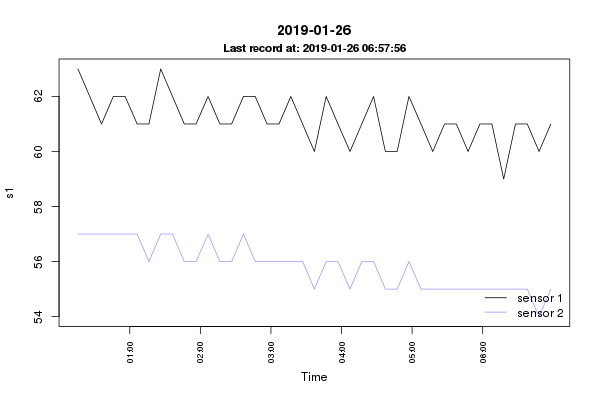 2019-01-26
Last record at: 2019-01-26 06:57:56
62
60
58
56
54
s1
sensor 1
sensor 2
01:00 02:00 03:00 04:00 05:00 06:00
Time